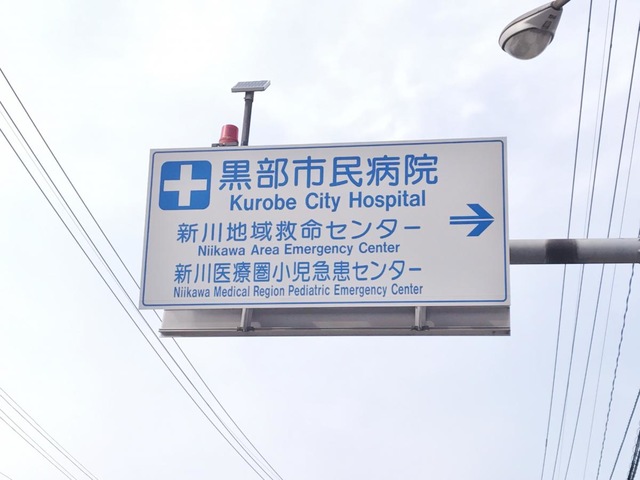 黒部市民病院
Kurobe City Hospital
新川地域救命センター
Niikawa Area Emergency Center
新川医療圏小児急患センター
Niikawa Medical Region Pediatric Emergency Center